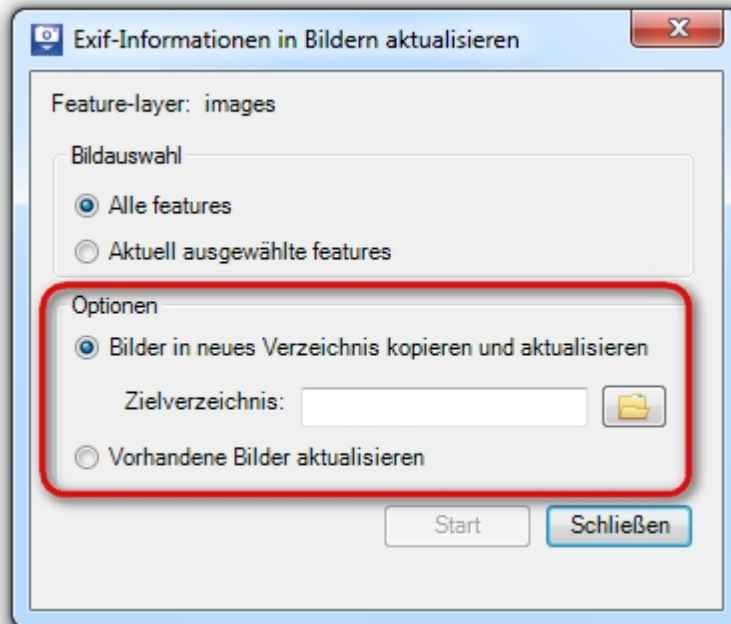 Exif-Informationen in Bildern aktualisieren
Feature-layer: images
Bildauswahl
Alle features
Aktuell ausgewählte features
Optionen
Bilder in neues Verzeichnis kopieren und aktualisieren
Zielverzeichnis:
Vorhandene Bilder aktualisieren
Start Schließen